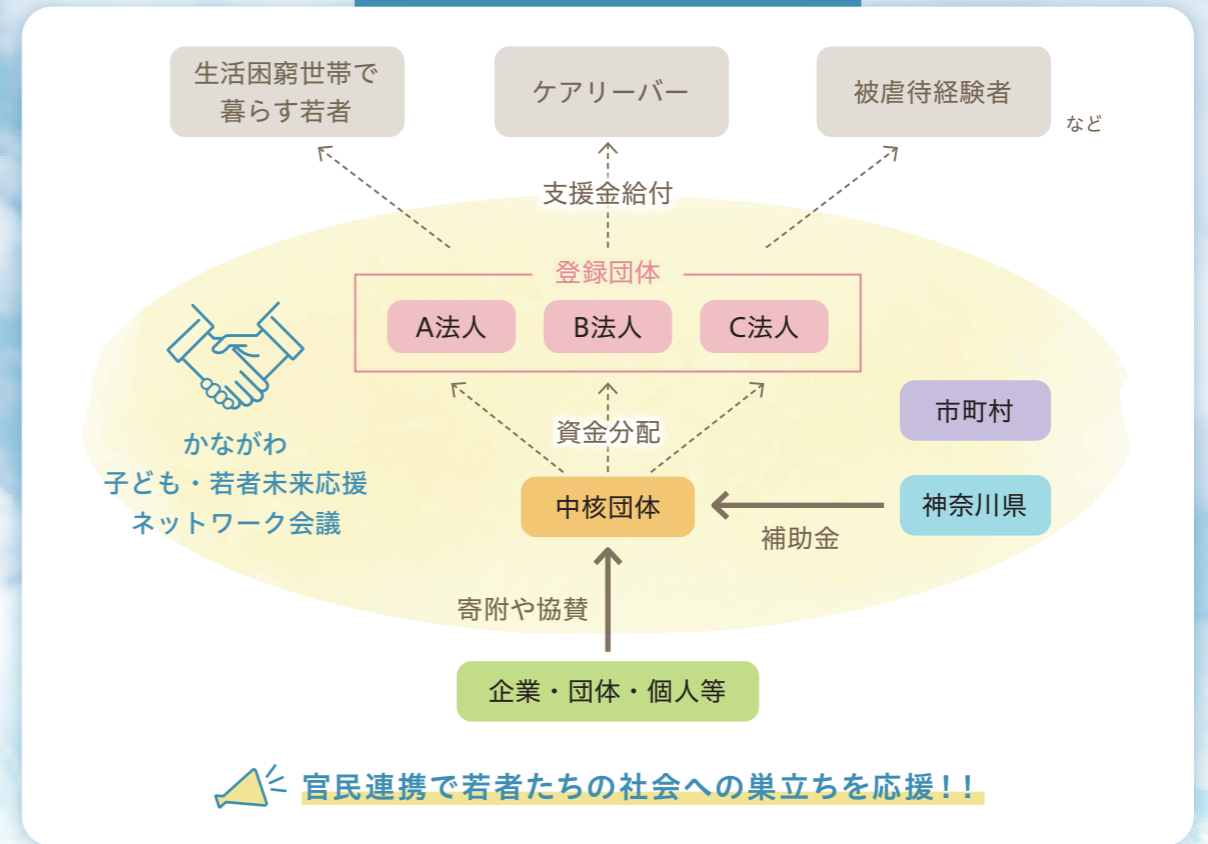 生活困窮世帯で
暮らす若者
ケアリーバー
被虐待経験者
など
支援金給付
登録団体
A法人
B法人
C法人
市町村
資金分配
かながわ
子ども・若者未来応援
ネットワーク会議
中核団体
神奈川県
補助金
寄附や協賛
企業・団体・個人等
官民連携で若者たちの社会への巣立ちを応援！！